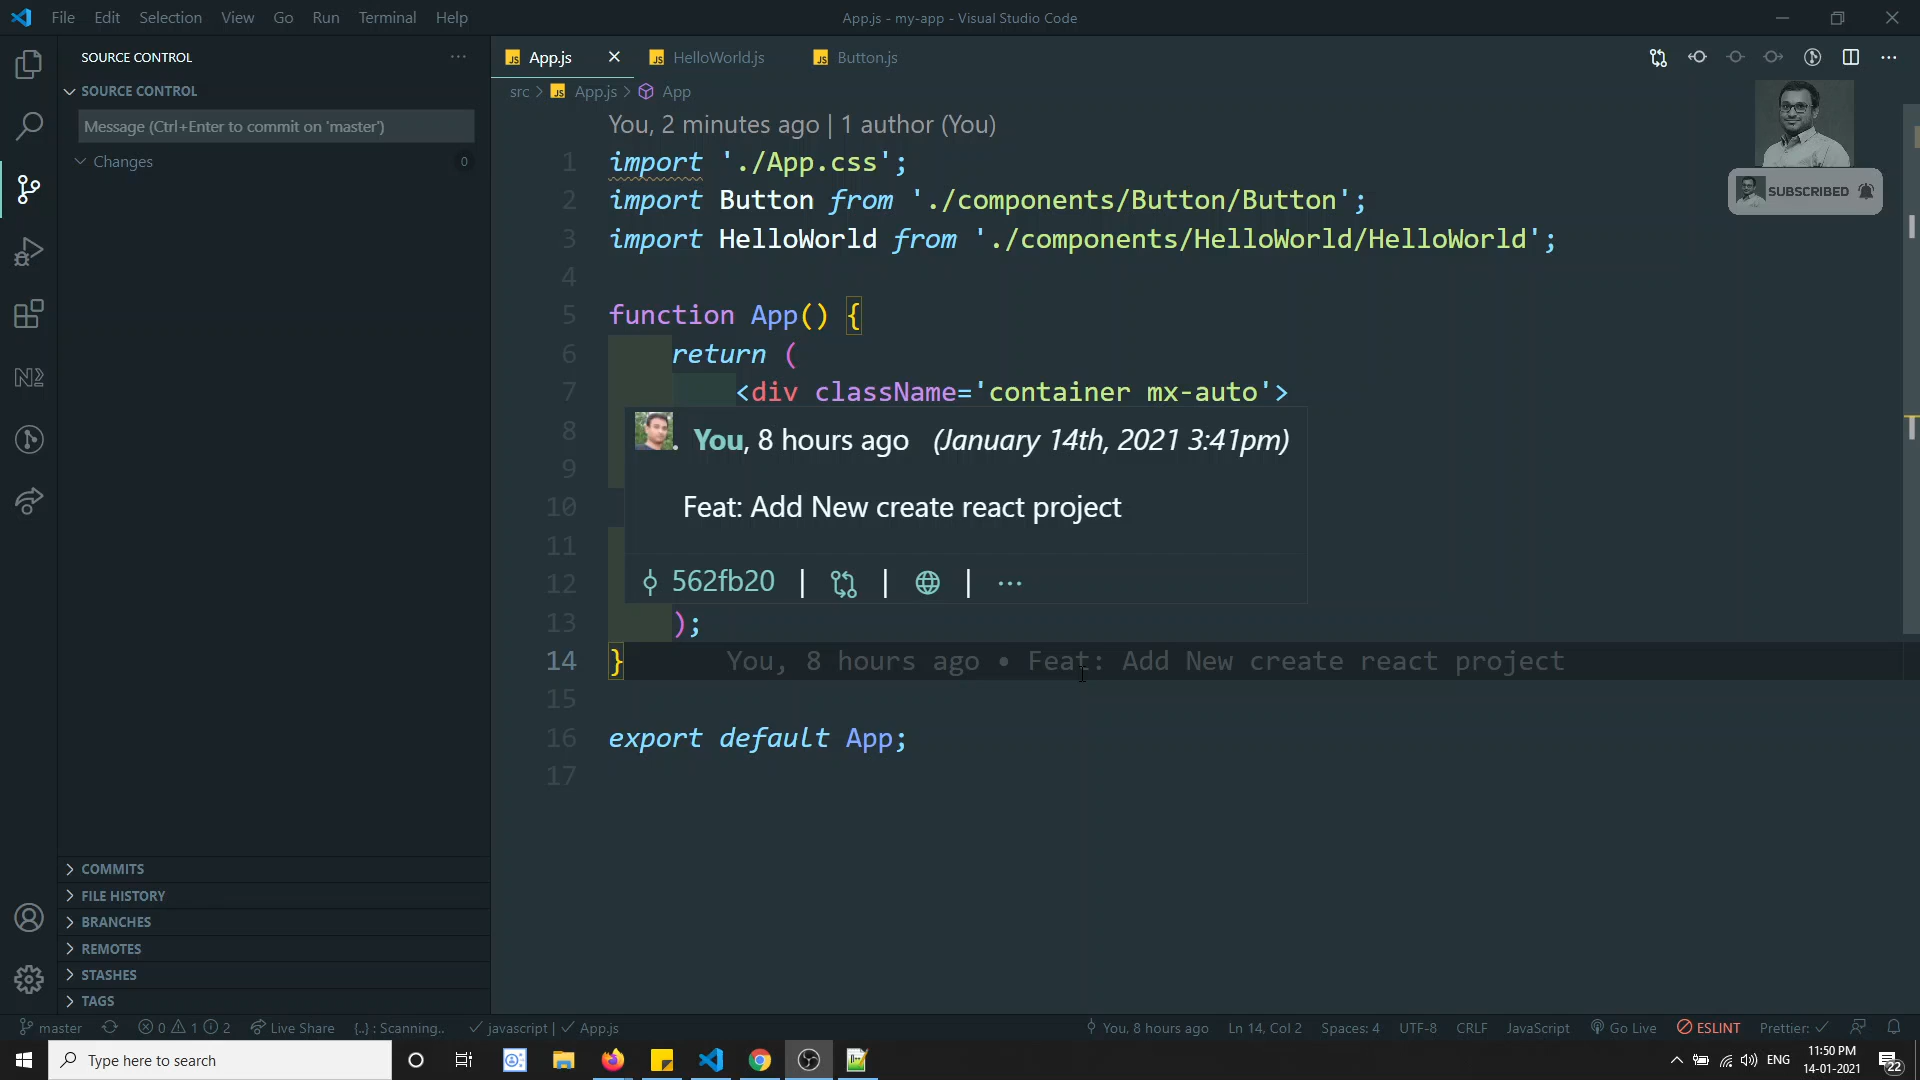 File Edit Selection View Go Run Terminal Help
App.js - my-app - Visual Studio Code
SOURCE CONTROL
SOURCE CONTROL
Message (Ctrl+Enter to commit on 'master')
Changes 0
COMMITS
FILE HISTORY
BRANCHES
REMOTES
STASHES
TAGS
App.js HelloWorld.js Button.js
src > App.js > App
SUBSCRIBED
You, 2 minutes ago | 1 author (You)
1 import './App.css';
2 import Button from './components/Button/Button';
3 import HelloWorld from './components/HelloWorld/HelloWorld';
4
5 function App() {
6 return (
7 <div className='container mx-auto'>
8
9
10
11
12
You, 8 hours ago (January 14th, 2021 3:41pm)
Feat: Add New create react project
562fb20 | | | ...
13 );
14 } You, 8 hours ago • Feat: Add New create react project
15
16 export default App;
17
master 0 1 2 Live Share {..} : Scanning.. javascript | App.js You, 8 hours ago Ln 14, Col 2 Spaces: 4 UTF-8 CRLF JavaScript Go Live ESLINT Prettier:
Type here to search
ENG
11:50 PM
14-01-2021
22